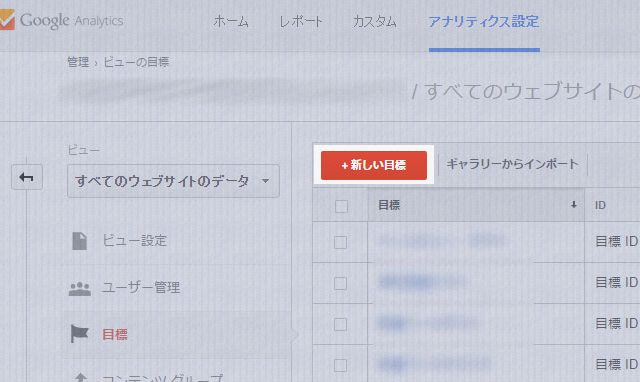 Google Analytics
ホーム レポート カスタム アナリティクス設定
管理 › ビューの目標
/ すべてのウェブサイトの
ビュー
すべてのウェブサイトのデータ
+ 新しい目標 ギャラリーからインポート
目標 ID
ビュー設定 目標 ID
ユーザー管理 目標 ID
目標 目標 ID
コンテンツ グループ 目標 ID